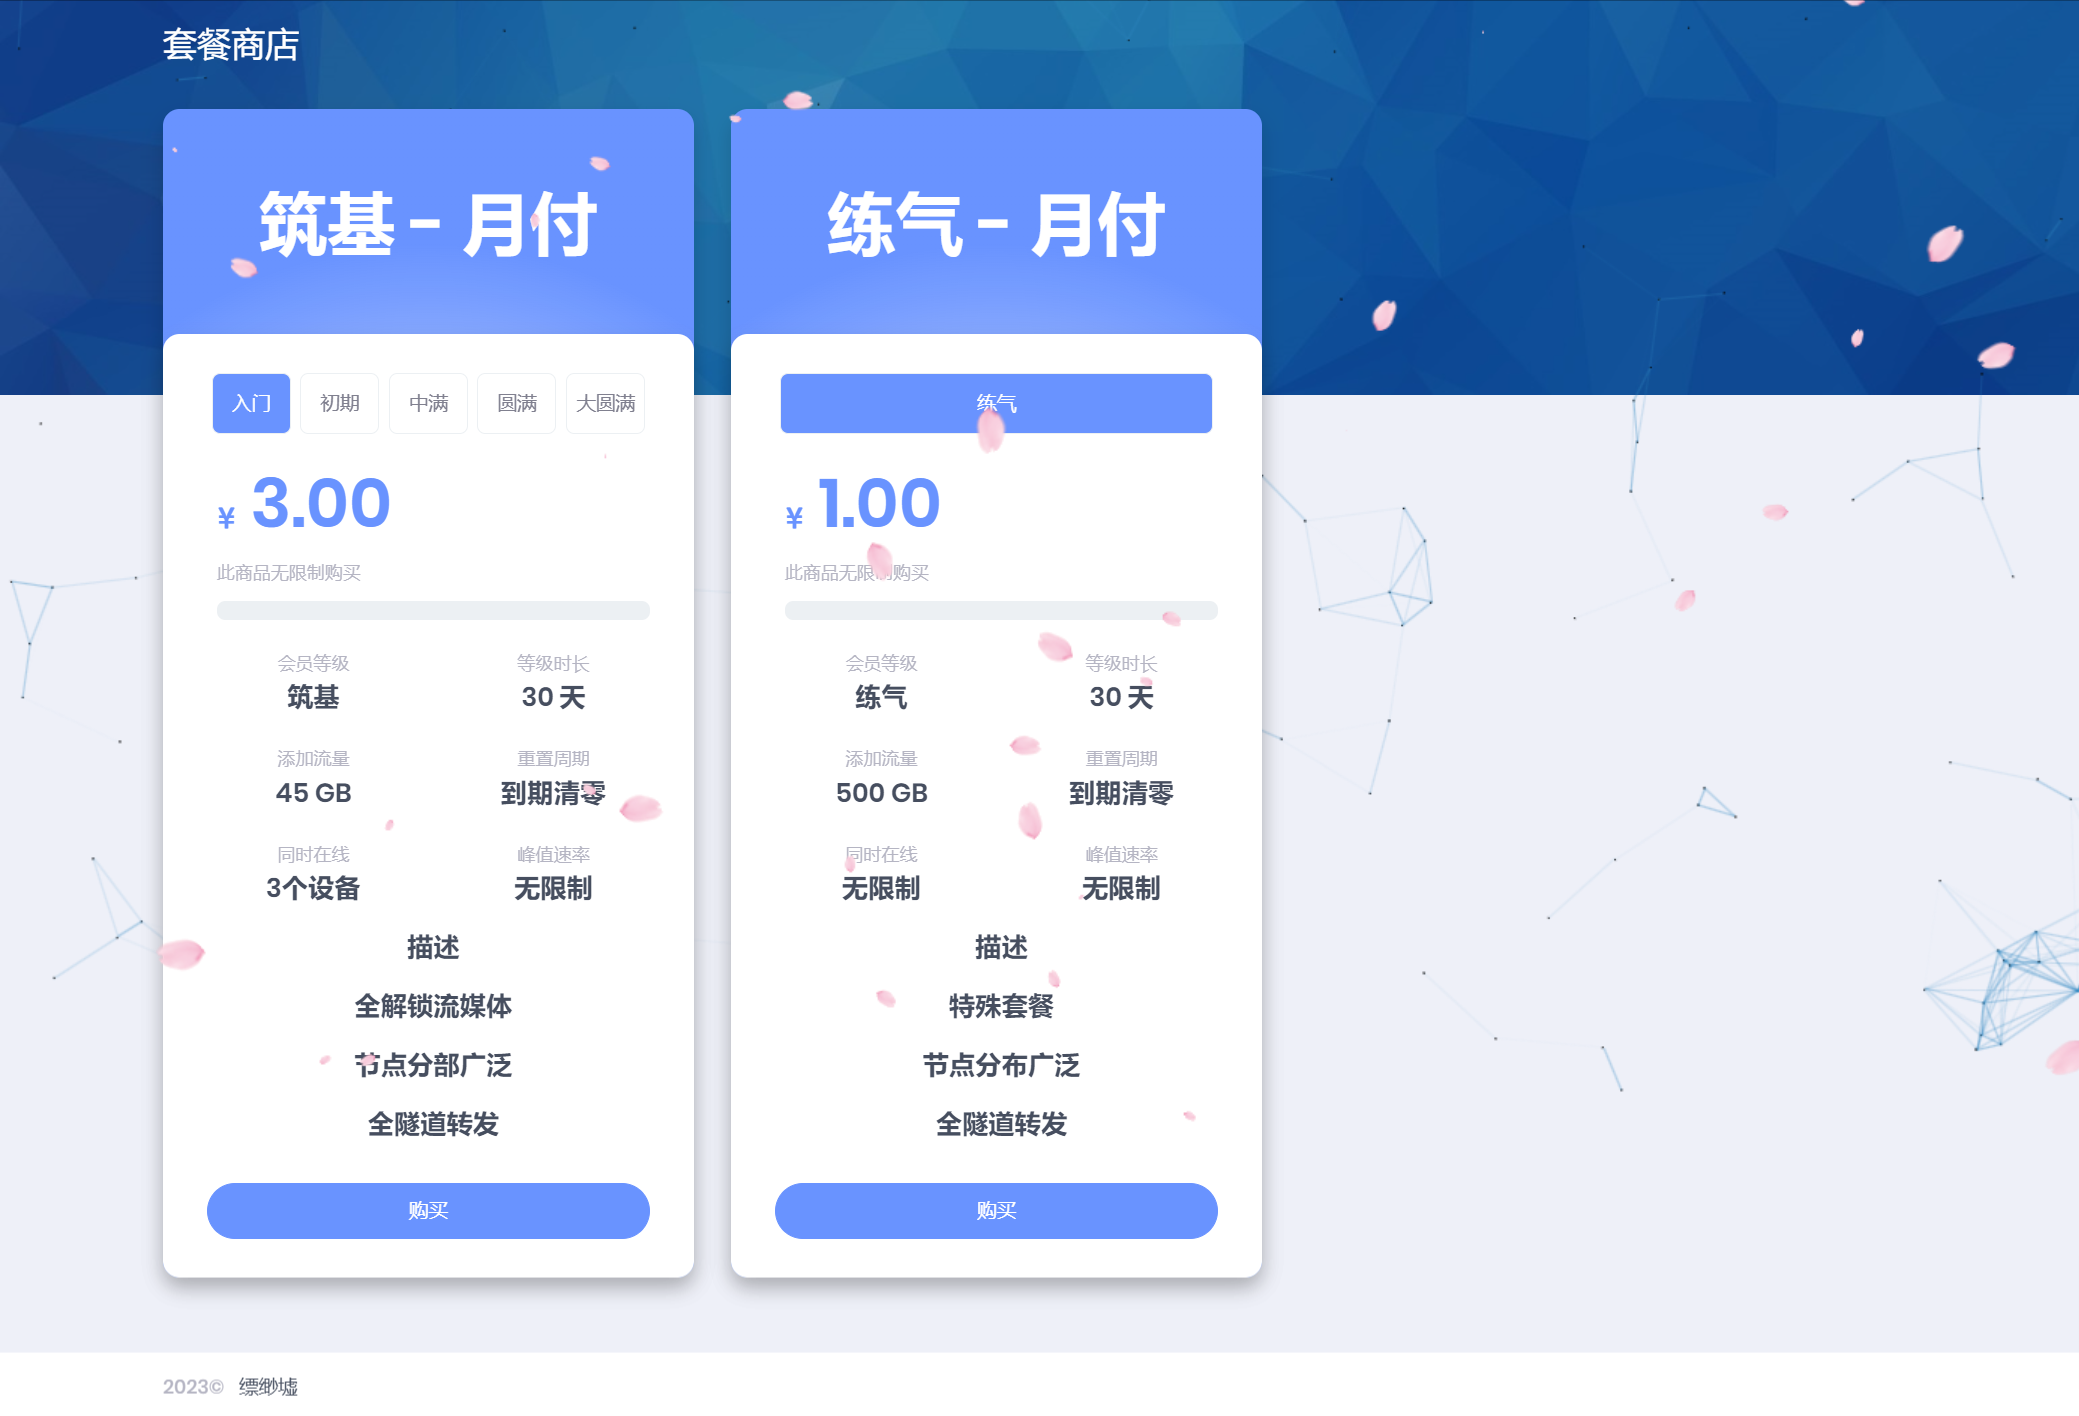 套餐商店
筑基 - 月付
入门 初期 中满 圆满 大圆满
¥ 3.00
此商品无限制购买
会员等级 等级时长
筑基 30 天
添加流量 重置周期
45 GB 到期清零
同时在线 峰值速率
3个设备 无限制
描述
全解锁流媒体
节点分部广泛
全隧道转发
购买
练气 - 月付
练气
¥ 1.00
此商品无限制购买
会员等级 等级时长
练气 30 天
添加流量 重置周期
500 GB 到期清零
同时在线 峰值速率
无限制 无限制
描述
特殊套餐
节点分布广泛
全隧道转发
购买
2023© 缥缈墟